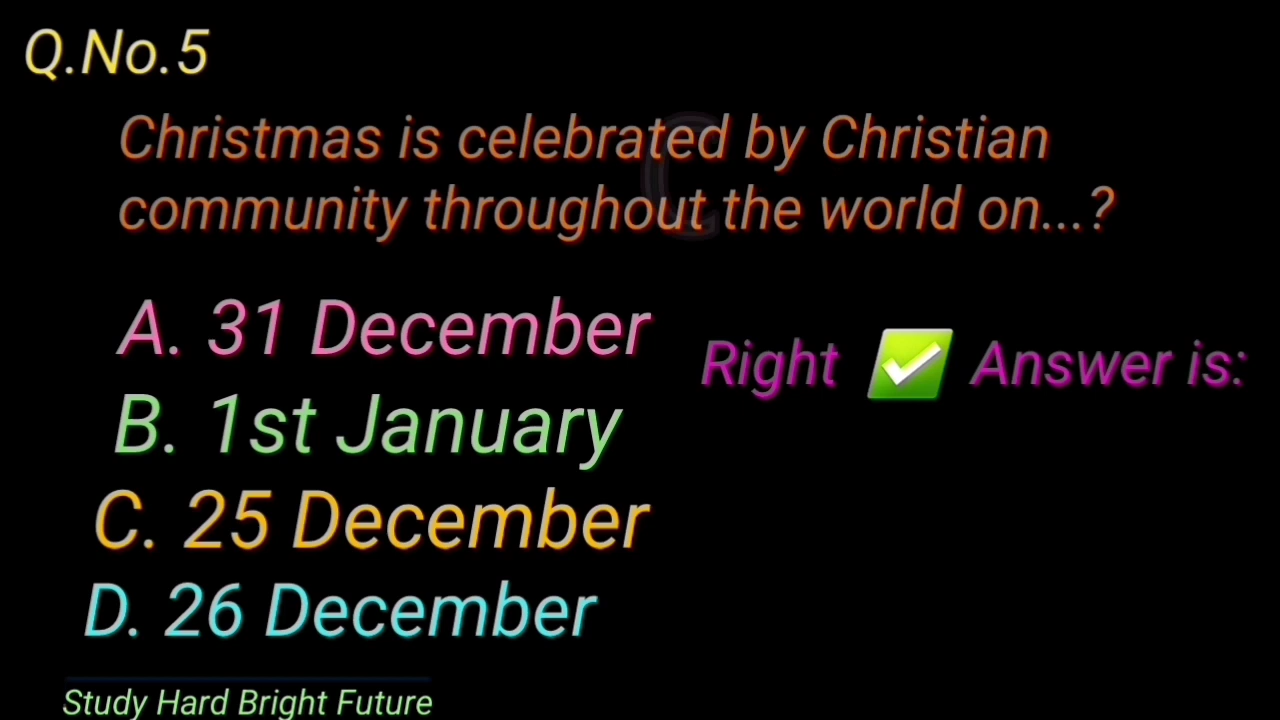 Q.No.5
Christmas is celebrated by Christian
community throughout the world on...?
A. 31 December
B. 1st January
C. 25 December
D. 26 December
Right ✅ Answer is:
C
Study Hard Bright Future